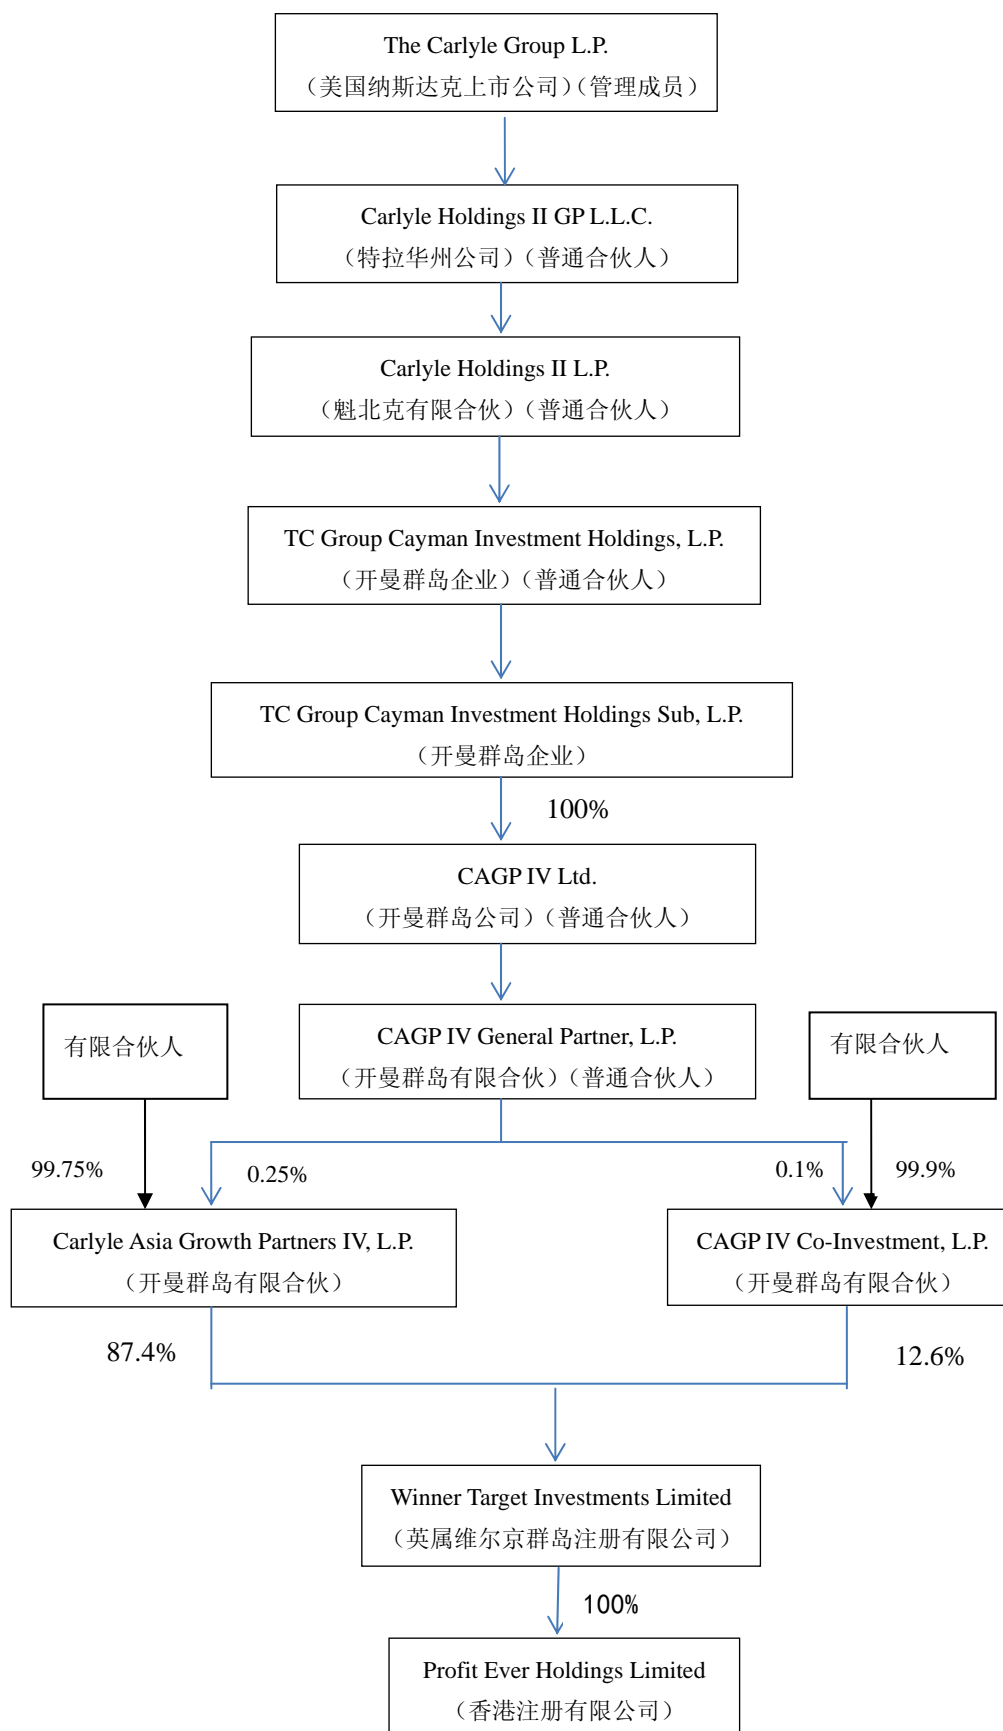 The Carlyle Group L.P.
（美国纳斯达克上市公司）（管理成员）
Carlyle Holdings II GP L.L.C.
（特拉华州公司）（普通合伙人）
Carlyle Holdings II L.P.
（魁北克有限合伙）（普通合伙人）
TC Group Cayman Investment Holdings, L.P.
（开曼群岛企业）（普通合伙人）
TC Group Cayman Investment Holdings Sub, L.P.
（开曼群岛企业）
100%
CAGP IV Ltd.
（开曼群岛公司）（普通合伙人）
有限合伙人
CAGP IV General Partner, L.P.
（开曼群岛有限合伙）（普通合伙人）
有限合伙人
99.75%
0.25%
0.1%
99.9%
Carlyle Asia Growth Partners IV, L.P.
（开曼群岛有限合伙）
CAGP IV Co-Investment, L.P.
（开曼群岛有限合伙）
87.4%
12.6%
Winner Target Investments Limited
（英属维尔京群岛注册有限公司）
100%
Profit Ever Holdings Limited
（香港注册有限公司）